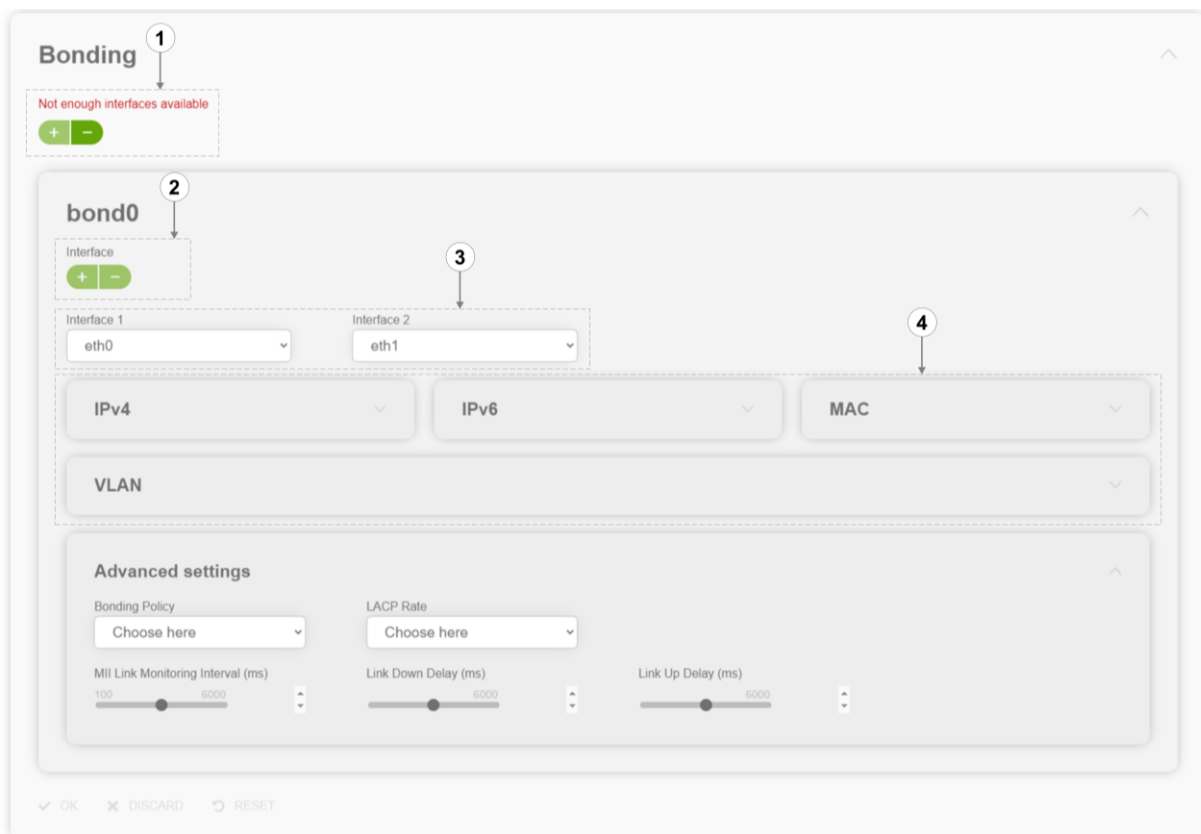 1
Bonding
Not enough interfaces available
+ −
2
bond0
Interface
+ −
3
Interface 1 Interface 2
eth0 eth1
4
IPv4 IPv6 MAC
VLAN
Advanced settings
Bonding Policy LACP Rate
Choose here Choose here
MII Link Monitoring Interval (ms) Link Down Delay (ms) Link Up Delay (ms)
100 6000 6000 6000
OK DISCARD RESET